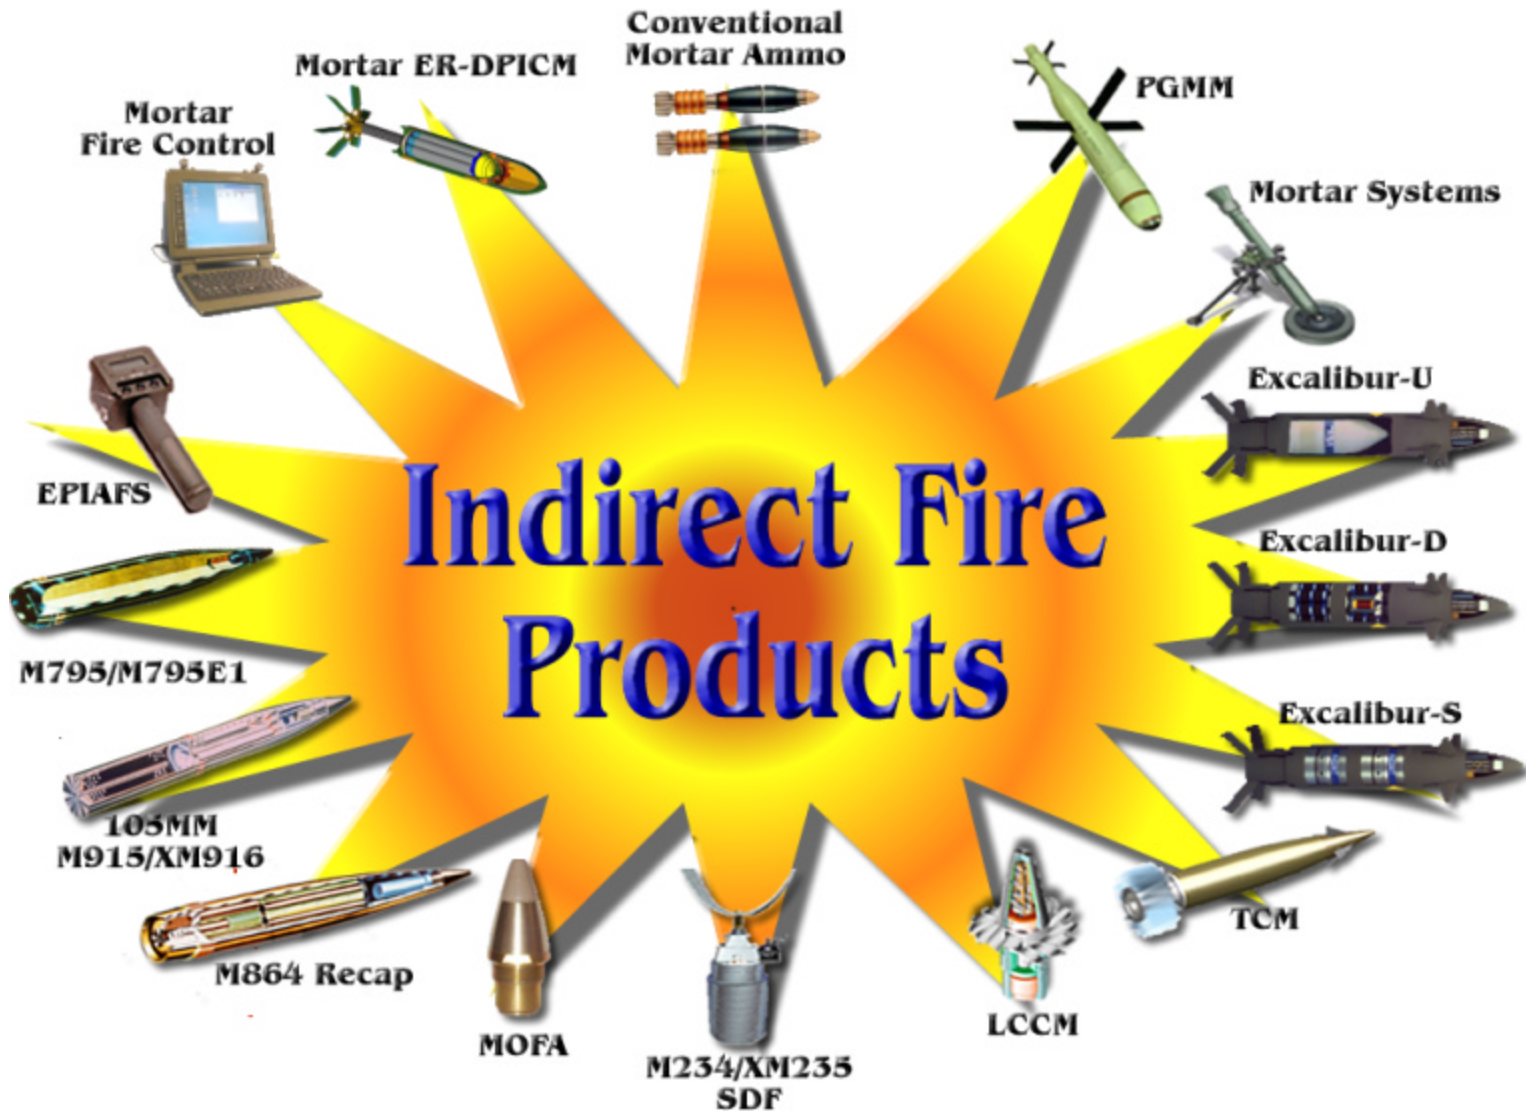 Conventional
Mortar Ammo
Mortar ER-DPICM
PGMM
Mortar
Fire Control
Mortar Systems
Excalibur-U
EPIAFS
Indirect Fire
Products
Excalibur-D
M795/M795E1
Excalibur-S
105MM
M915/XM916
TCM
M864 Recap
LCCM
MOFA
M234/XM235
SDF